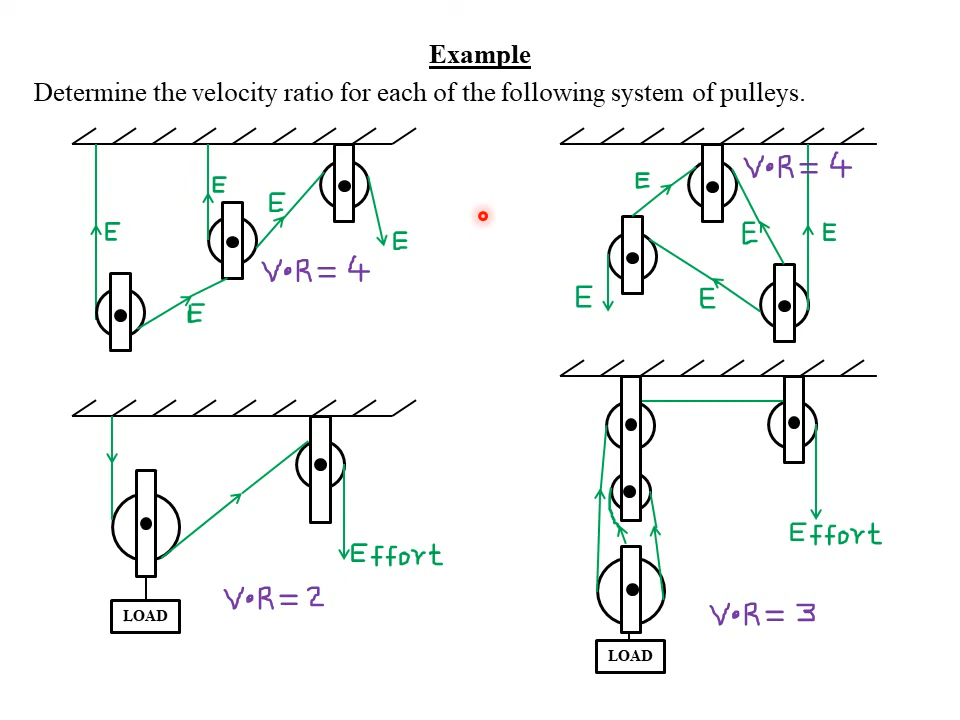 Example
Determine the velocity ratio for each of the following system of pulleys.
E
E
E
E
E
V•R = 4
E
E
E
E
E
V•R = 4
Effort
LOAD
V•R = 2
Effort
LOAD
V•R = 3